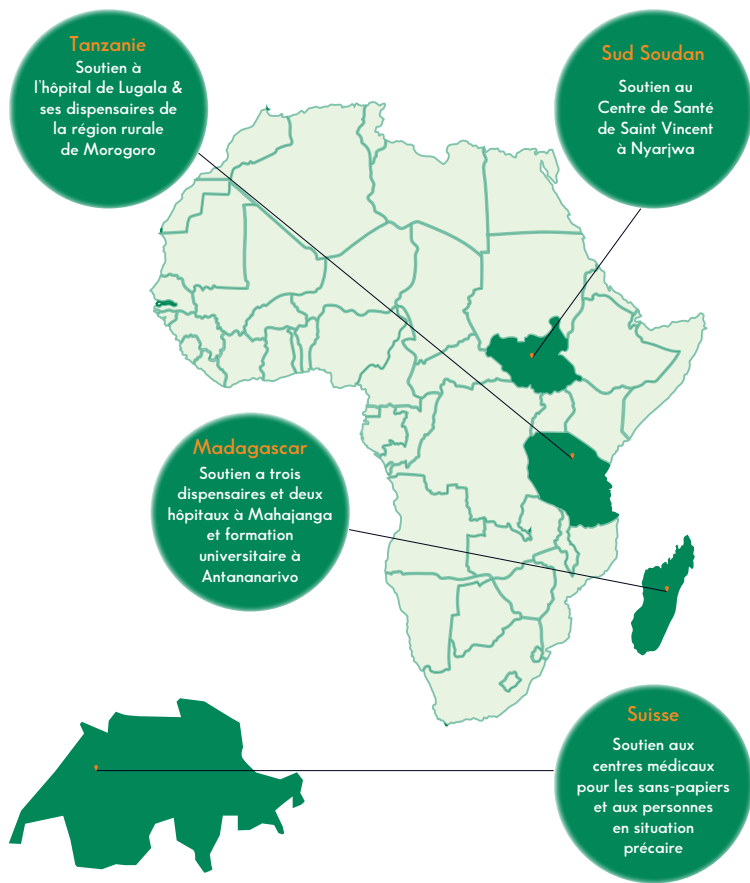 Tanzanie
Soutien à
l'hôpital de Lugala &
ses dispensaires de
la région rurale
de Morogoro
Sud Soudan
Soutien au
Centre de Santé
de Saint Vincent
à Nyarjwa
Madagascar
Soutien a trois
dispensaires et deux
hôpitaux à Mahajanga
et formation
universitaire à
Antananarivo
Suisse
Soutien aux
centres médicaux
pour les sans-papiers
et aux personnes
en situation
précaire